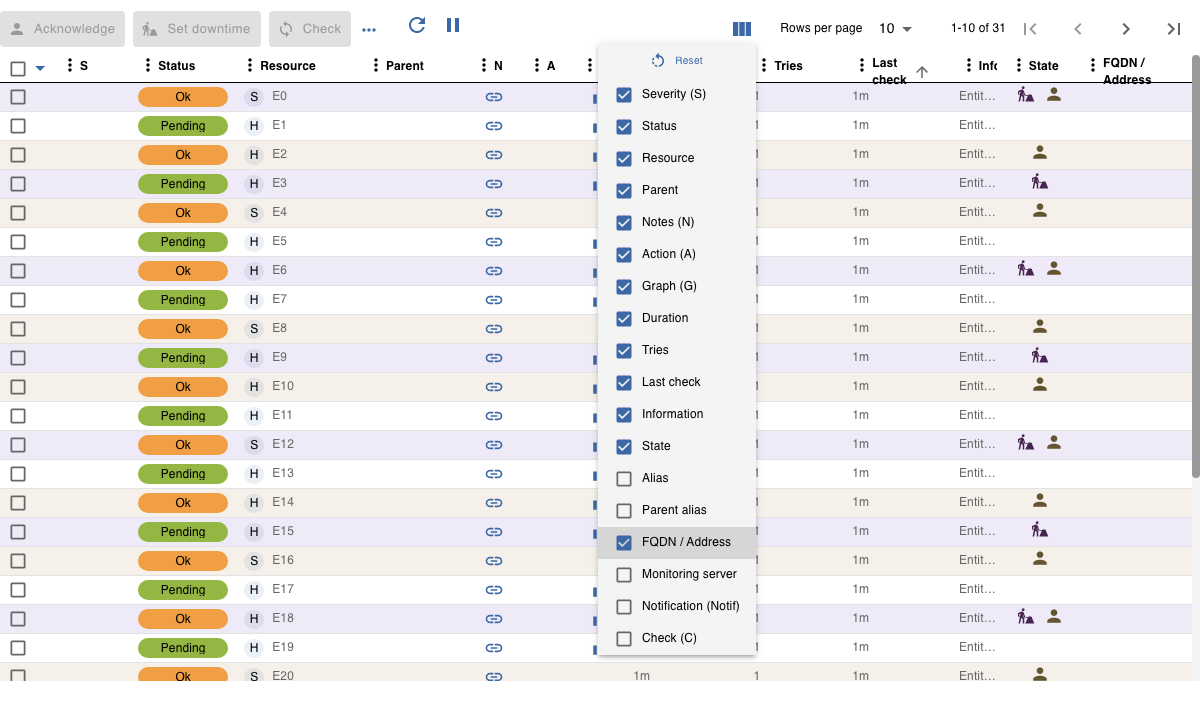 Acknowledge Set downtime Check Rows per page 10 1-10 of 31
S Status Resource Parent N A Tries Last check State FQDN / Address
Reset
Severity (S)
Status
Resource
Parent
Notes (N)
Action (A)
Graph (G)
Duration
Tries
Last check
Information
State
Alias
Parent alias
FQDN / Address
Monitoring server
Notification (Notif)
Check (C)
Ok S E0 1 1m Entit...
Pending H E1 1 1m Entit...
Ok H E2 1 1m Entit...
Pending H E3 1 1m Entit...
Ok S E4 1 1m Entit...
Pending H E5 1 1m Entit...
Ok H E6 1 1m Entit...
Pending H E7 1 1m Entit...
Ok S E8 1 1m Entit...
Pending H E9 1 1m Entit...
Ok H E10 1 1m Entit...
Pending H E11 1 1m Entit...
Ok S E12 1 1m Entit...
Pending H E13 1 1m Entit...
Ok H E14 1 1m Entit...
Pending H E15 1 1m Entit...
Ok S E16 1 1m Entit...
Pending H E17 1 1m Entit...
Ok H E18 1 1m Entit...
Pending H E19 1 1m Entit...
Ok S E20 1m 1 1m Entit...